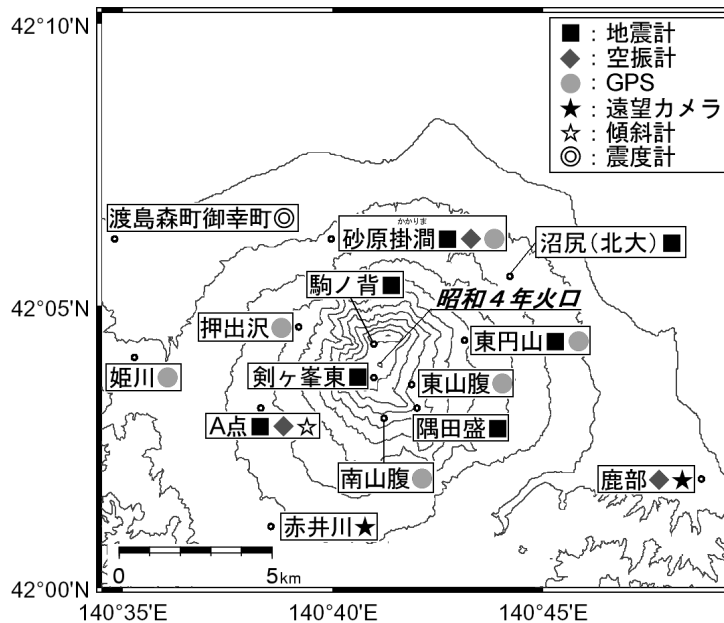 42°10'N
■：地震計
◆：空振計
●：GPS
★：遠望カメラ
☆：傾斜計
◎：震度計
渡島森町御幸町◎
かかりま
砂原掛澗■◆●
沼尻（北大）■
駒ノ背■
昭和４年火口
42°05'N
押出沢●
東円山■●
姫川●
剣ヶ峯東■
東山腹●
A点■◆☆
隅田盛■
南山腹●
鹿部◆★
赤井川★
0 5km
42°00'N
140°35'E 140°40'E 140°45'E